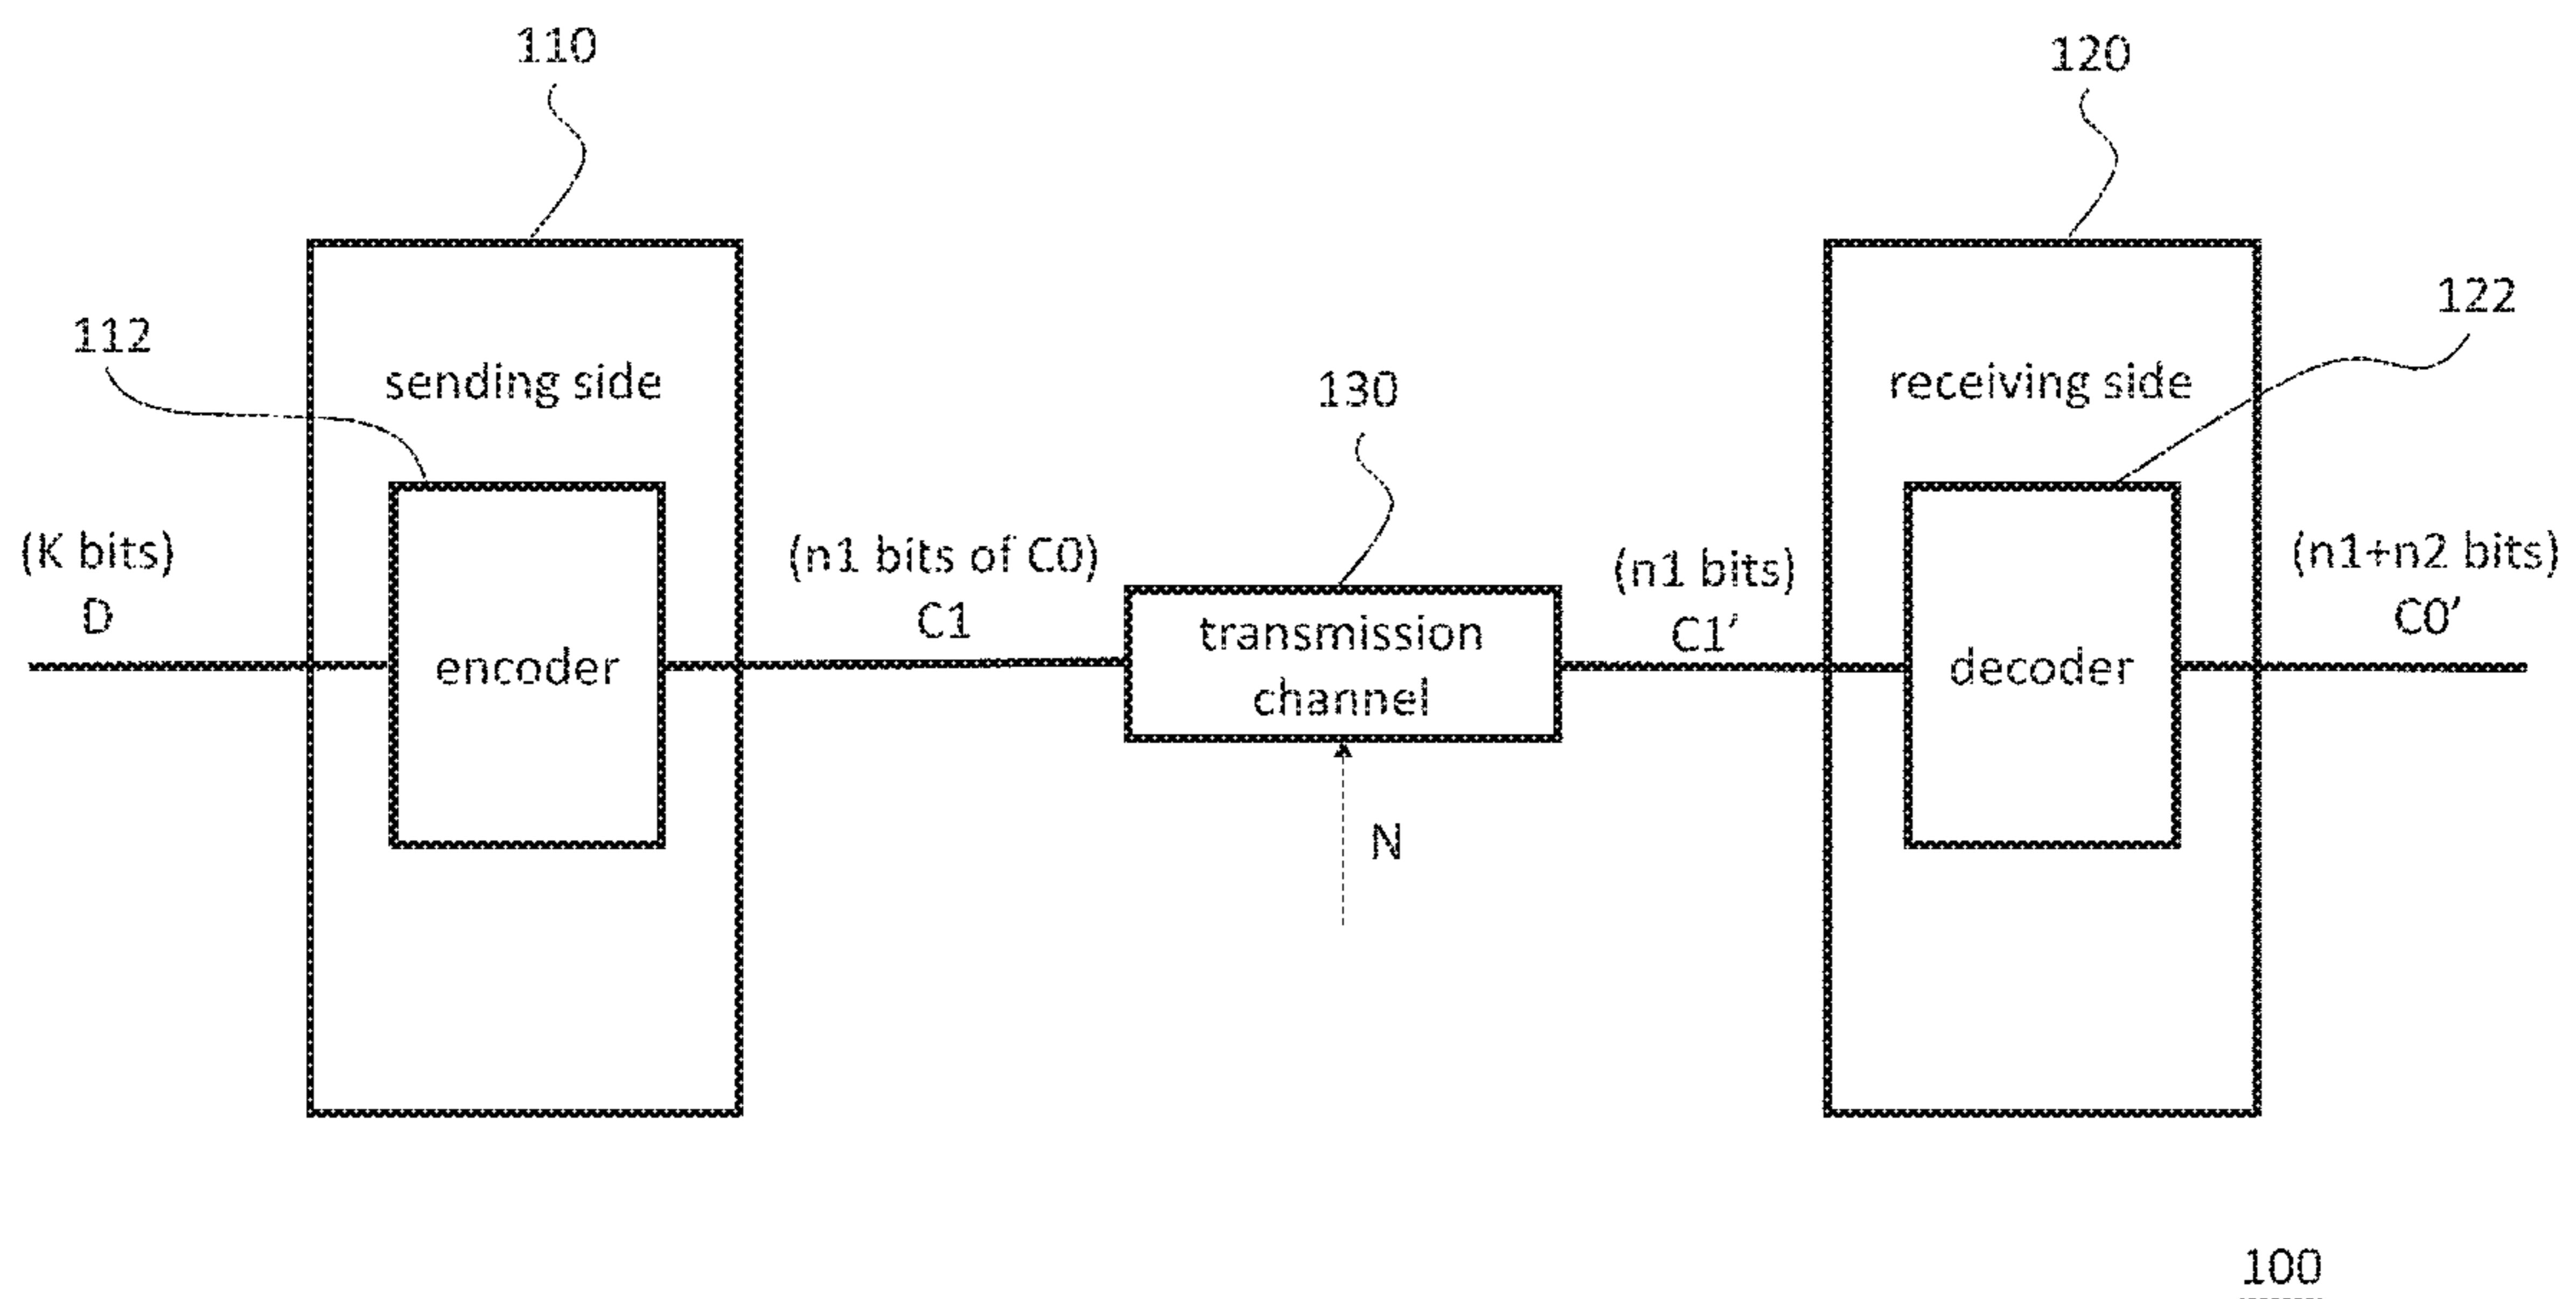 110
120
112
122
sending side
130
receiving side
(K bits)
D
(n1 bits of C0)
C1
(n1 bits)
C1’
(n1+n2 bits)
C0’
encoder
transmission
channel
decoder
N
100